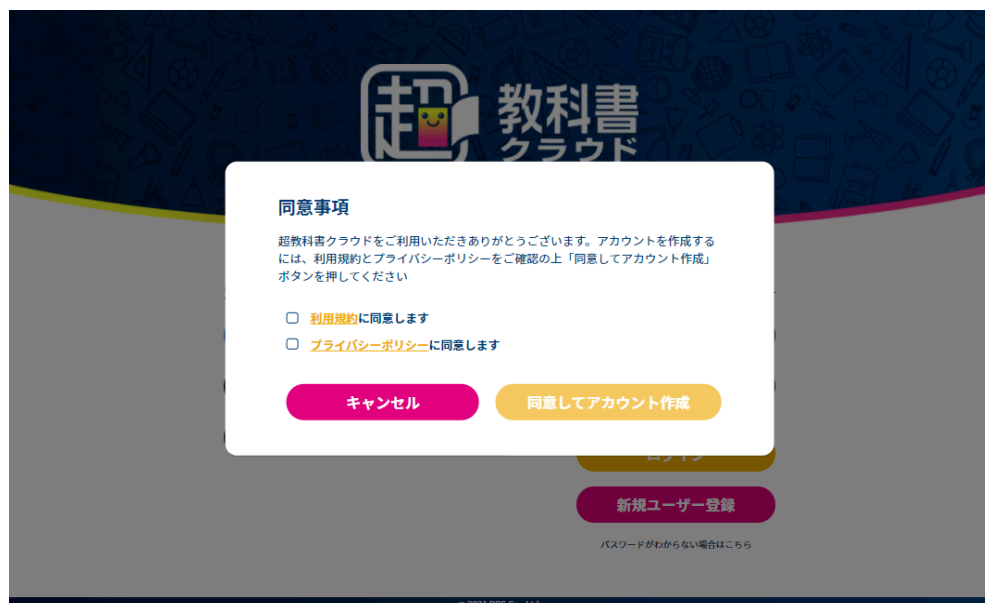 超 教科書
クラウド
同意事項
超教科書クラウドをご利用いただきありがとうございます。アカウントを作成する
には、利用規約とプライバシーポリシーをご確認の上「同意してアカウント作成」
ボタンを押してください
利用規約に同意します
プライバシーポリシーに同意します
キャンセル 同意してアカウント作成
ログイン
新規ユーザー登録
パスワードがわからない場合はこちら